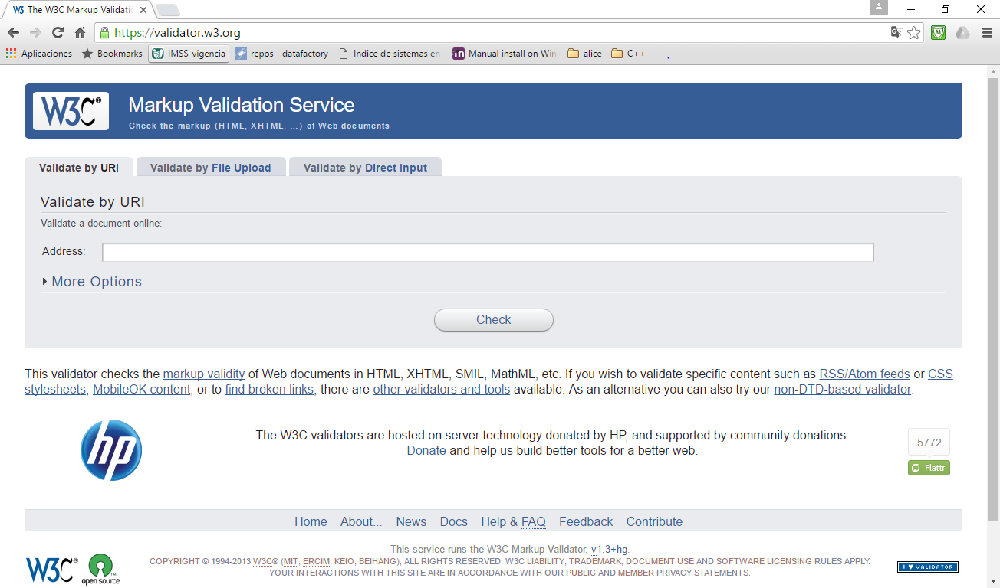 W3 The W3C Markup Validatic
https://validator.w3.org
Aplicaciones Bookmarks IMSS-vigencia repos - datafactory Indice de sistemas en in Manual install on Win alice C++ .
W3C® Markup Validation Service
Check the markup (HTML, XHTML, …) of Web documents
Validate by URI Validate by File Upload Validate by Direct Input
Validate by URI
Validate a document online:
Address:
More Options
Check
This validator checks the markup validity of Web documents in HTML, XHTML, SMIL, MathML, etc. If you wish to validate specific content such as RSS/Atom feeds or CSS
stylesheets, MobileOK content, or to find broken links, there are other validators and tools available. As an alternative you can also try our non-DTD-based validator.
hp
The W3C validators are hosted on server technology donated by HP, and supported by community donations.
Donate and help us build better tools for a better web.
5772
Flattr
Home About... News Docs Help & FAQ Feedback Contribute
This service runs the W3C Markup Validator, v1.3+hg.
COPYRIGHT © 1994-2013 W3C® (MIT, ERCIM, KEIO, BEIHANG), ALL RIGHTS RESERVED. W3C LIABILITY, TRADEMARK, DOCUMENT USE AND SOFTWARE LICENSING RULES APPLY.
YOUR INTERACTIONS WITH THIS SITE ARE IN ACCORDANCE WITH OUR PUBLIC AND MEMBER PRIVACY STATEMENTS.
W3C®
open source™
I ♥ VALIDATOR